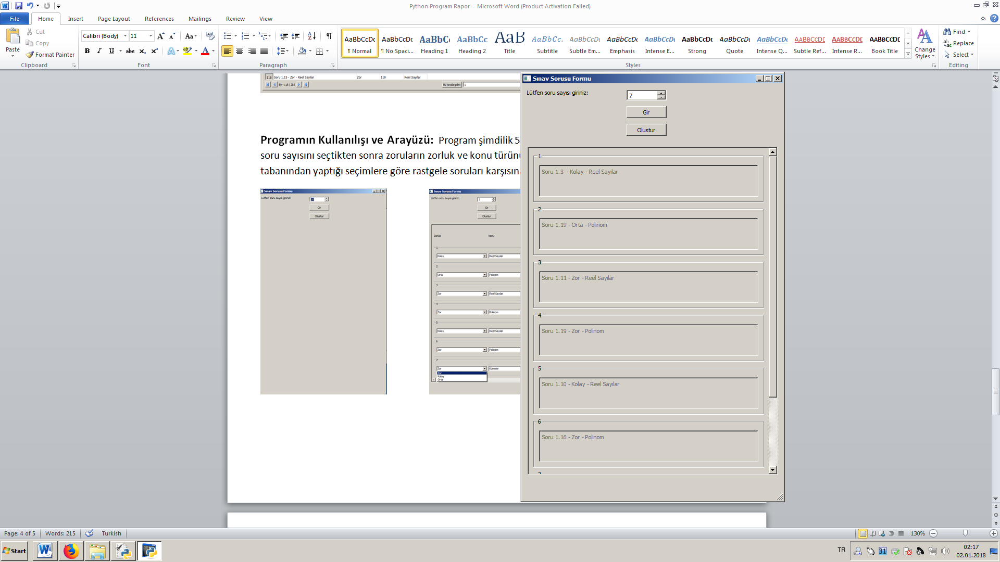 Python Program Rapor - Microsoft Word (Product Activation Failed)
File Home Insert Page Layout References Mailings Review View
Paste
Cut
Copy
Format Painter
Clipboard
Calibri (Body) 11
Font
Paragraph
AaBbCcDc AaBbCcDc AaBbCc AaBbCc AaB AaBbCc. AaBbCcDc AaBbCcDc AaBbCcDc AaBbCcDc AaBbCcDc AaBbCcDc AABBCCDE AABBCCDE AABBCCDE
¶ Normal ¶ No Spaci... Heading 1 Heading 2 Title Subtitle Subtle Em... Emphasis Intense E... Strong Quote Intense Q... Subtle Ref... Intense R... Book Title
Styles
Change Styles
Find
Replace
Select
Editing
118 Soru 1.15 - Zor - Reel Sayılar Zor 119 Reel Sayılar
89 - 118 / 283 Bu kayda gidin: 1
Programın Kullanılışı ve Arayüzü: Program şimdilik 5
soru sayısını seçtikten sonra zoruların zorluk ve konu türünü
tabanından yaptığı seçimlere göre rastgele soruları karşısına
Sınav Sorusu Formu
Lütfen soru sayısı giriniz:
Gir
Olustur
Sınav Sorusu Formu
Lütfen soru sayısı giriniz: 7
Gir
Olustur
Zorluk Konu
1
Kolay Reel Sayılar
2
Orta Polinom
3
Zor Reel Sayılar
4
Zor Polinom
5
Kolay Reel Sayılar
6
Zor Polinom
7
Zor Kümeler
Zor
Kolay
Orta
Sınav Sorusu Formu
Lütfen soru sayısı giriniz: 7
Gir
Olustur
1
Soru 1.3 - Kolay - Reel Sayılar
2
Soru 1.19 - Orta - Polinom
3
Soru 1.11 - Zor - Reel Sayılar
4
Soru 1.19 - Zor - Polinom
5
Soru 1.10 - Kolay - Reel Sayılar
6
Soru 1.16 - Zor - Polinom
7
Page: 4 of 5 Words: 215 Turkish 130%
Start TR 31 02:17
02.01.2018